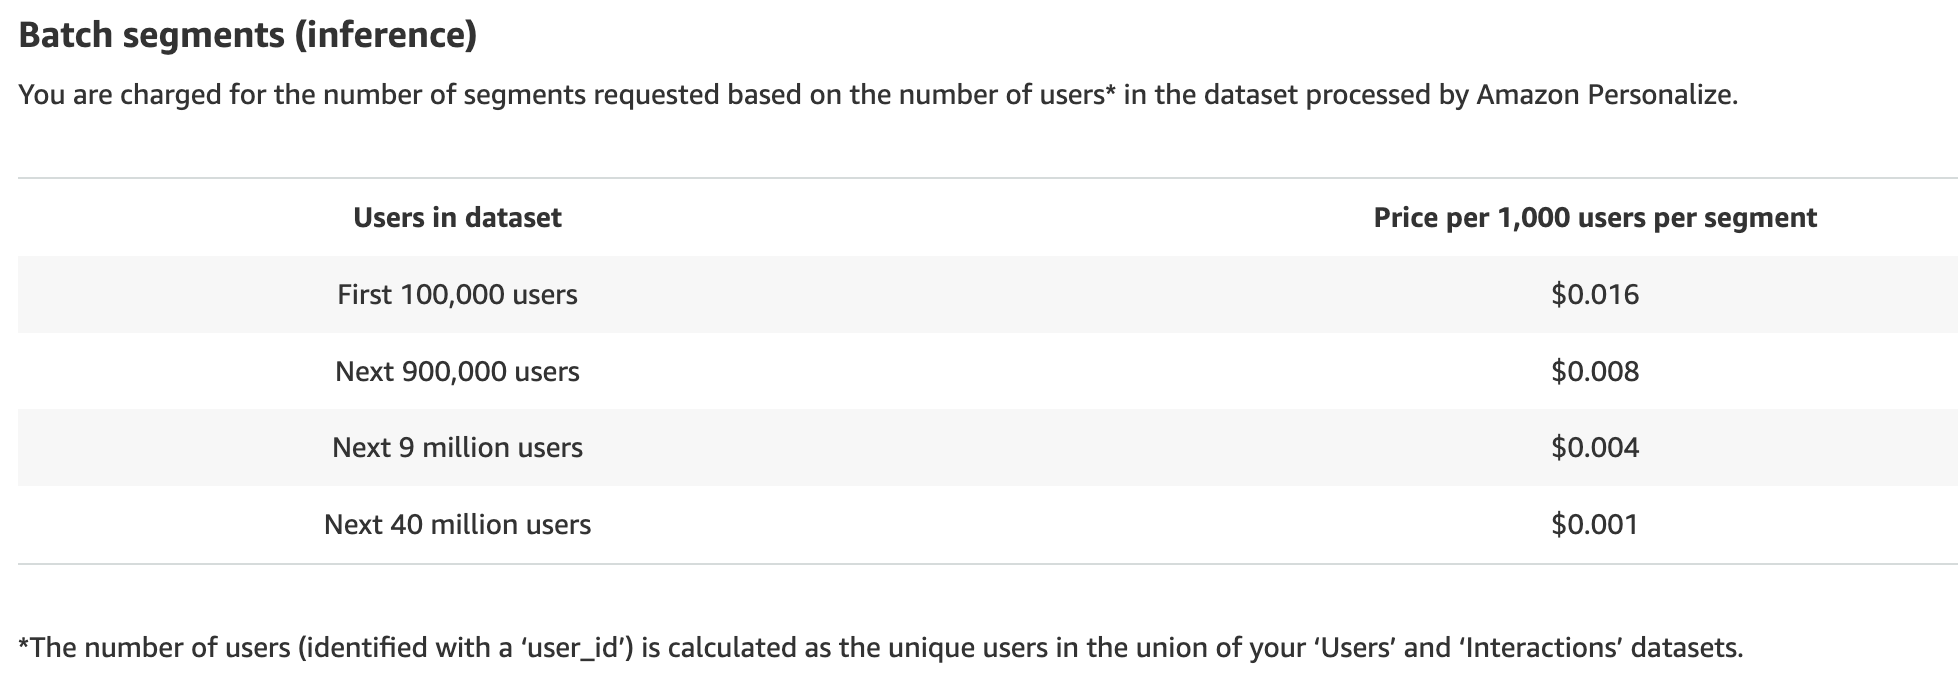 Batch segments (inference)
You are charged for the number of segments requested based on the number of users* in the dataset processed by Amazon Personalize.
Users in dataset Price per 1,000 users per segment
First 100,000 users $0.016
Next 900,000 users $0.008
Next 9 million users $0.004
Next 40 million users $0.001
*The number of users (identified with a ‘user_id’) is calculated as the unique users in the union of your ‘Users’ and ‘Interactions’ datasets.